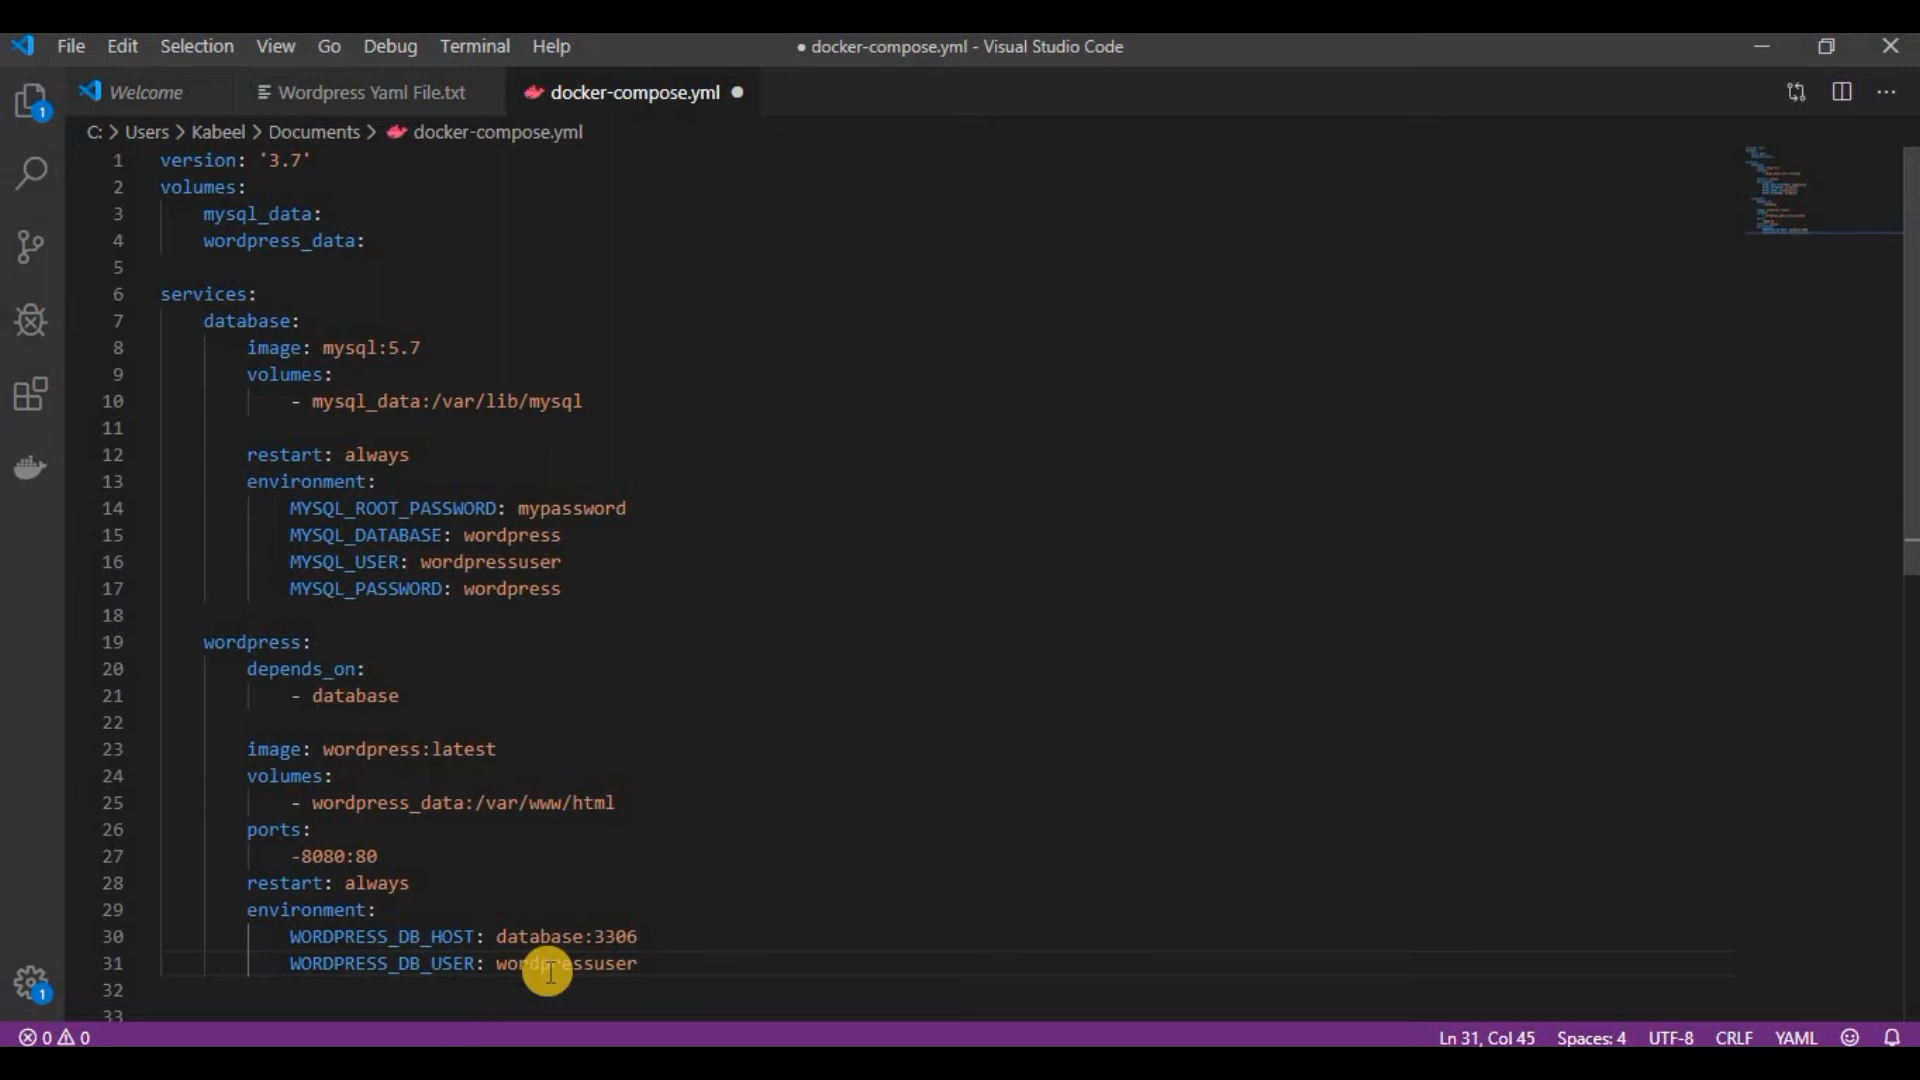 File Edit Selection View Go Debug Terminal Help
● docker-compose.yml - Visual Studio Code
Welcome
Wordpress Yaml File.txt
docker-compose.yml ●
C: > Users > Kabeel > Documents > docker-compose.yml
1 version: '3.7'
2 volumes:
3     mysql_data:
4     wordpress_data:
5
6 services:
7     database:
8         image: mysql:5.7
9         volumes:
10             - mysql_data:/var/lib/mysql
11
12         restart: always
13         environment:
14             MYSQL_ROOT_PASSWORD: mypassword
15             MYSQL_DATABASE: wordpress
16             MYSQL_USER: wordpressuser
17             MYSQL_PASSWORD: wordpress
18
19     wordpress:
20         depends_on:
21             - database
22
23         image: wordpress:latest
24         volumes:
25             - wordpress_data:/var/www/html
26         ports:
27             -8080:80
28         restart: always
29         environment:
30             WORDPRESS_DB_HOST: database:3306
31             WORDPRESS_DB_USER: wordpressuser
32
33
1
1
0 0
Ln 31, Col 45 Spaces: 4 UTF-8 CRLF YAML